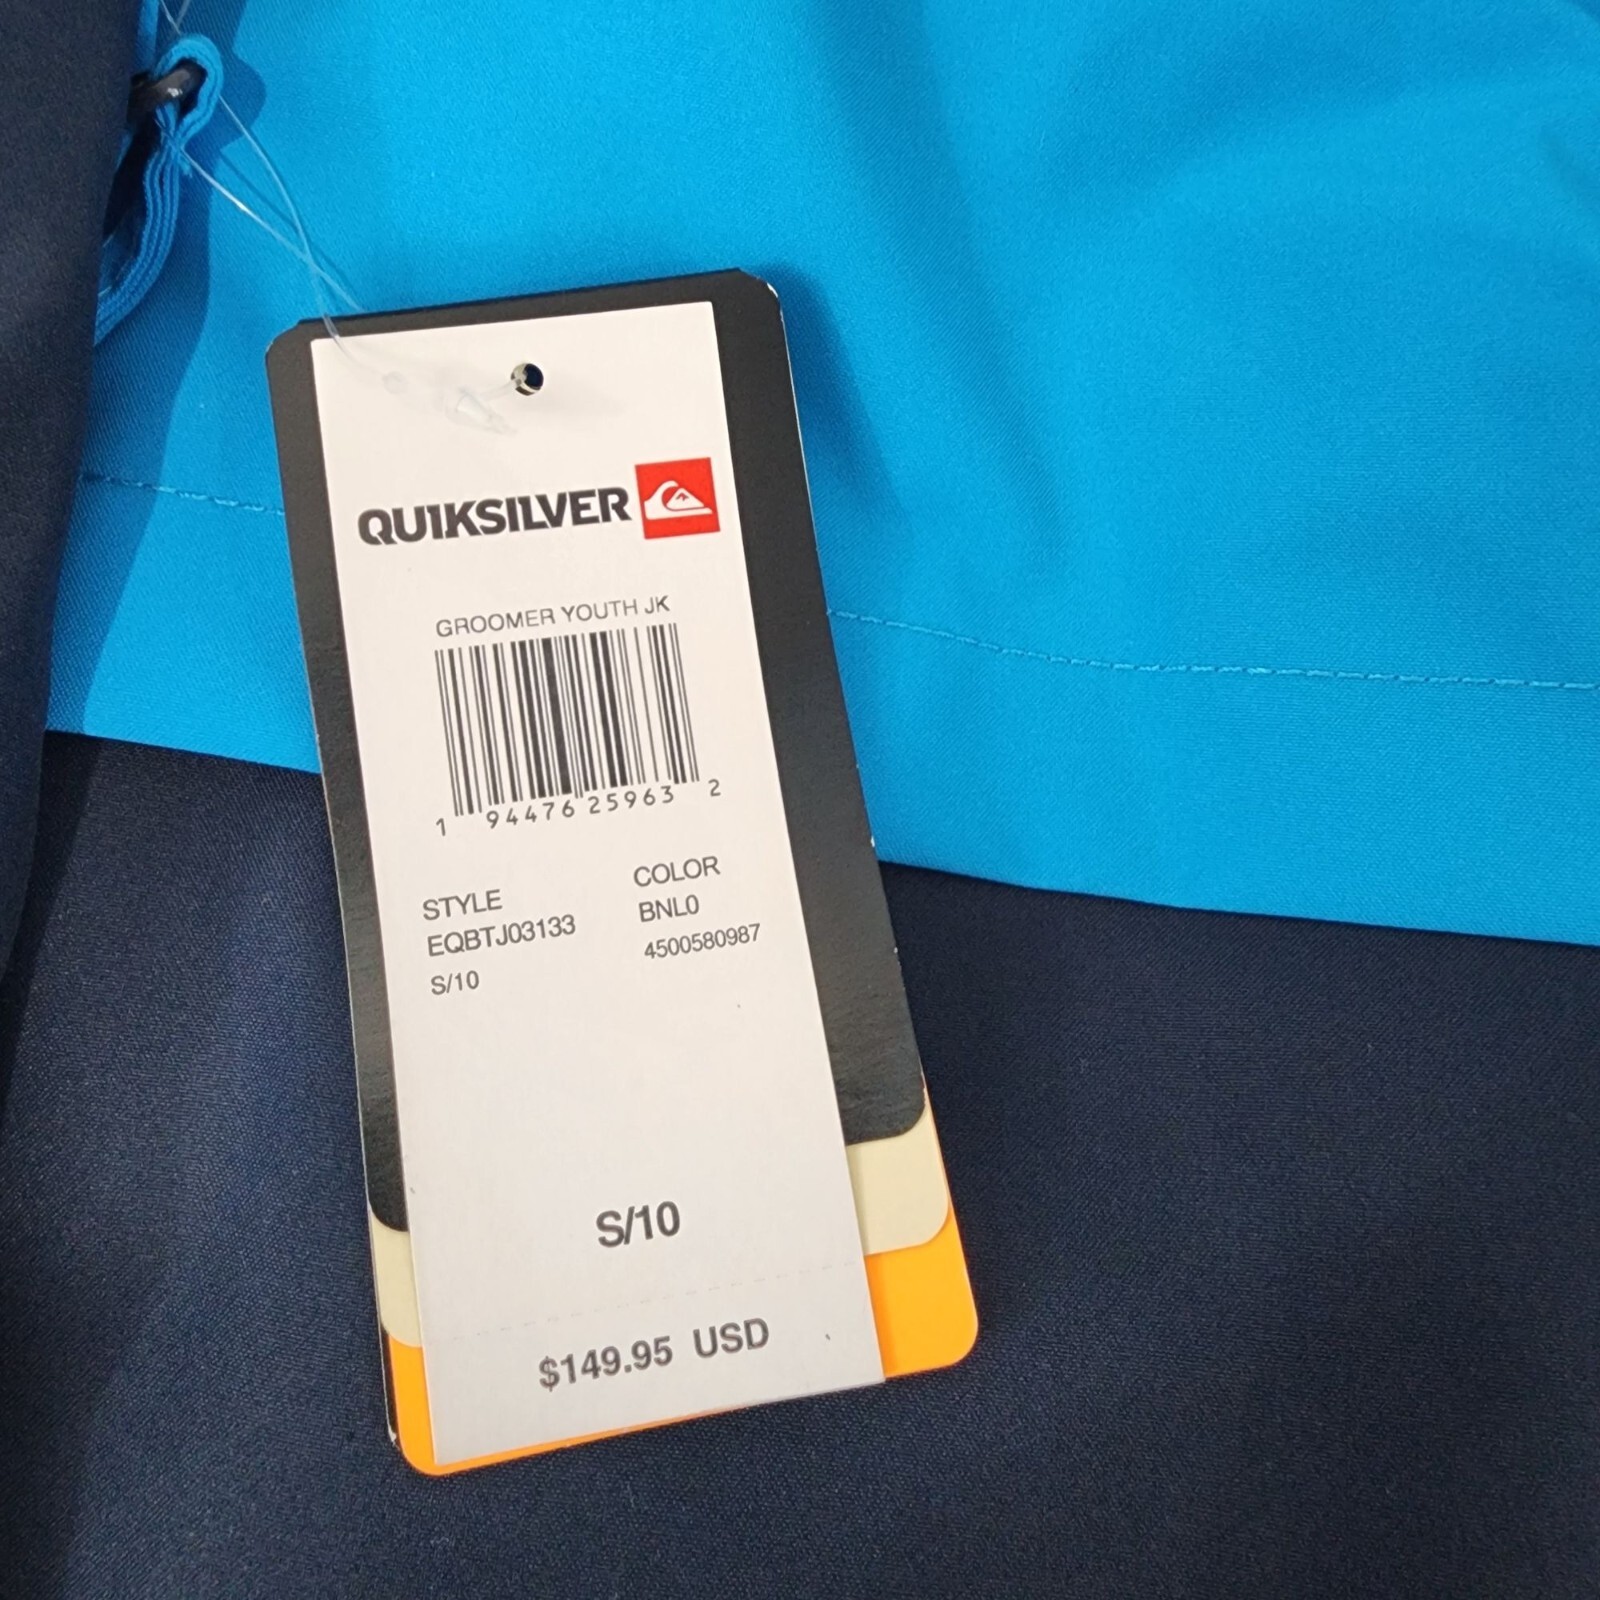 QUIKSILVER
GROOMER YOUTH JK
1 94476 25963 2
STYLE
EQBTJ03133
S/10
COLOR
BNL0
4500580987
S/10
$149.95 USD